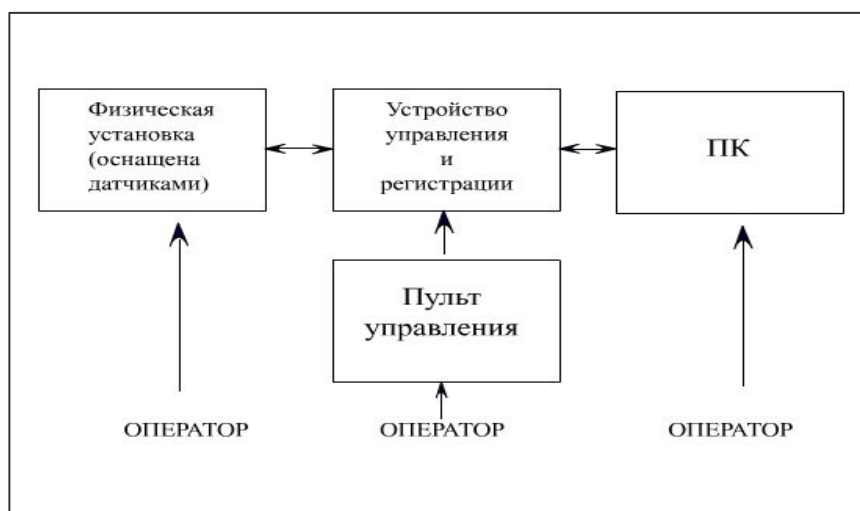 Физическая
установка
(оснащена
датчиками)
Устройство
управления
и
регистрации
ПК
Пульт
управления
ОПЕРАТОР
ОПЕРАТОР
ОПЕРАТОР